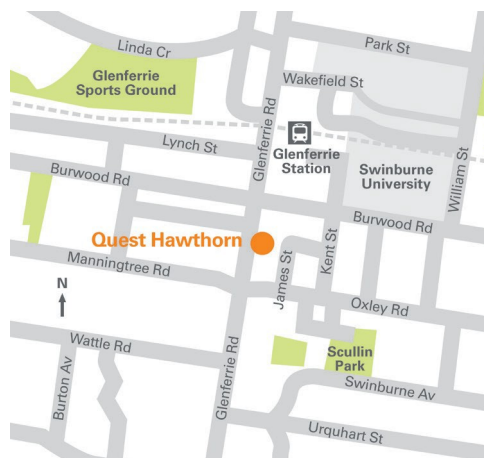 Linda Cr
Park St
Glenferrie
Sports Ground
Wakefield St
Glenferrie Rd
Lynch St
Glenferrie
Station
Swinburne
University
William St
Burwood Rd
Burwood Rd
Quest Hawthorn
Kent St
James St
Manningtree Rd
N
Oxley Rd
Wattle Rd
Scullin
Park
Burton Av
Glenferrie Rd
Swinburne Av
Urquhart St